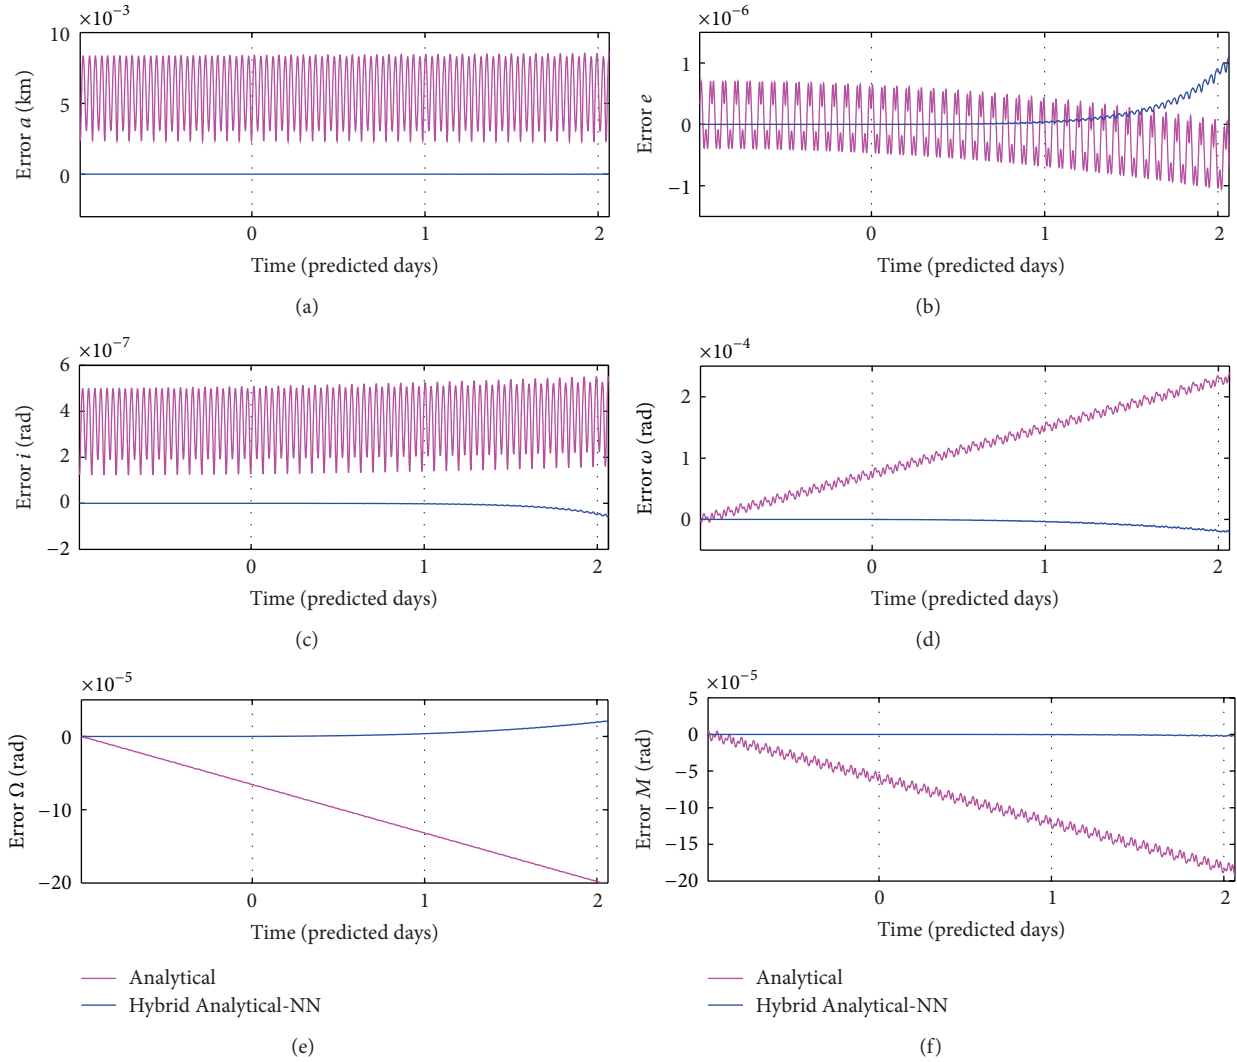 ×10⁻³
10
5
0
Error a (km)
0 1 2
Time (predicted days)
(a)
×10⁻⁶
1
0
−1
Error e
0 1 2
Time (predicted days)
(b)
×10⁻⁷
6
4
2
0
−2
Error i (rad)
0 1 2
Time (predicted days)
(c)
×10⁻⁴
2
1
0
Error ω (rad)
0 1 2
Time (predicted days)
(d)
×10⁻⁵
0
−10
−20
Error Ω (rad)
0 1 2
Time (predicted days)
Analytical
Hybrid Analytical-NN
(e)
×10⁻⁵
5
0
−5
−10
−15
−20
Error M (rad)
0 1 2
Time (predicted days)
Analytical
Hybrid Analytical-NN
(f)